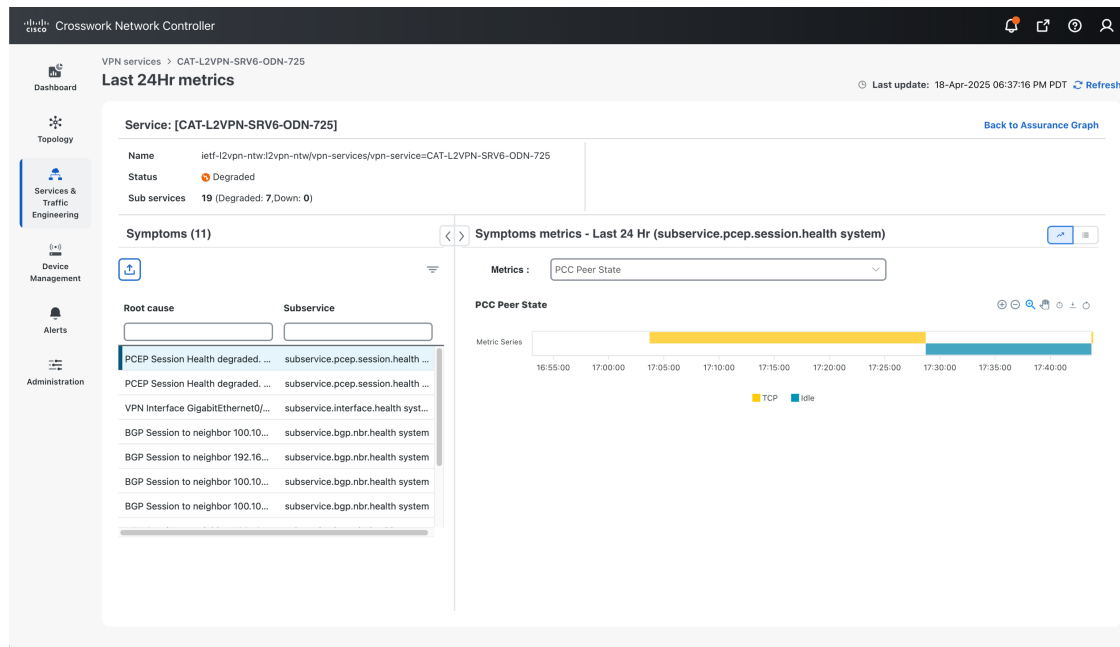 cisco Crosswork Network Controller
VPN services > CAT-L2VPN-SRV6-ODN-725
Last 24Hr metrics
Last update: 18-Apr-2025 06:37:16 PM PDT Refresh
Dashboard
Topology
Services & Traffic Engineering
Device Management
Alerts
Administration
Service: [CAT-L2VPN-SRV6-ODN-725]
Back to Assurance Graph
Name ietf-l2vpn-ntw:l2vpn-ntw/vpn-services/vpn-service=CAT-L2VPN-SRV6-ODN-725
Status Degraded
Sub services 19 (Degraded: 7,Down: 0)
Symptoms (11)
Root cause Subservice
PCEP Session Health degraded. ... subservice.pcep.session.health ...
PCEP Session Health degraded. ... subservice.pcep.session.health ...
VPN Interface GigabitEthernet0/... subservice.interface.health syst...
BGP Session to neighbor 100.10... subservice.bgp.nbr.health system
BGP Session to neighbor 192.16... subservice.bgp.nbr.health system
BGP Session to neighbor 100.10... subservice.bgp.nbr.health system
BGP Session to neighbor 100.10... subservice.bgp.nbr.health system
Symptoms metrics - Last 24 Hr (subservice.pcep.session.health system)
Metrics : PCC Peer State
PCC Peer State
Metric Series
16:55:00 17:00:00 17:05:00 17:10:00 17:15:00 17:20:00 17:25:00 17:30:00 17:35:00 17:40:00
TCP Idle